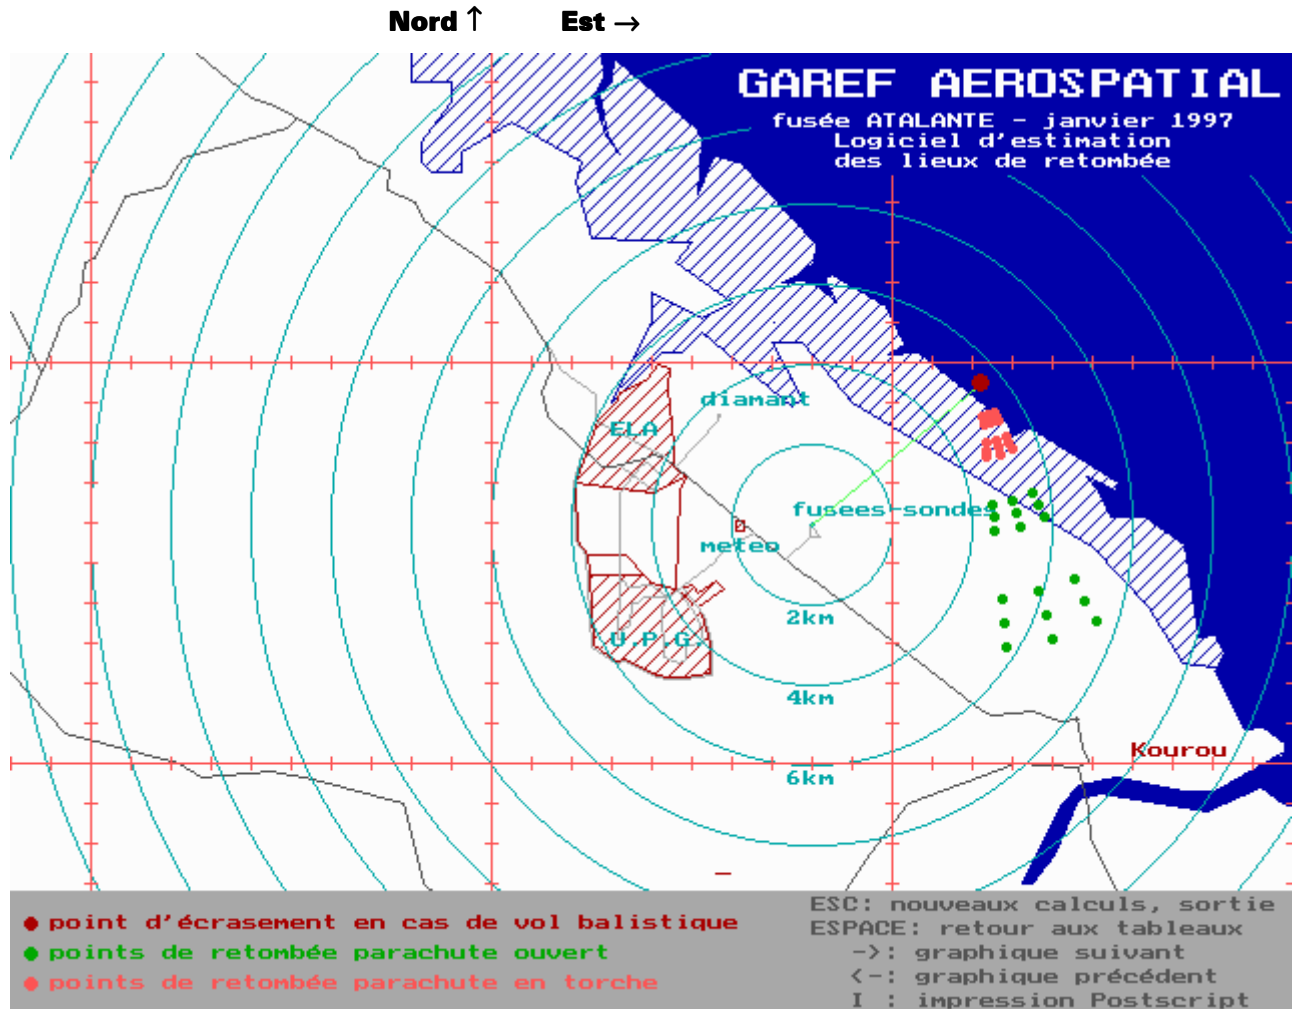 Nord ↑ Est →
GAREF AEROSPATIAL
fusée ATALANTE - janvier 1997
Logiciel d'estimation
des lieux de retombée
diamant
ELA
fusees-sondes
meteo
2km
U.P.G.
4km
Kourou
6km
point d'écrasement en cas de vol balistique
points de retombée parachute ouvert
points de retombée parachute en torche
ESC: nouveaux calculs, sortie
ESPACE: retour aux tableaux
->: graphique suivant
<-: graphique précédent
I : impression Postscript